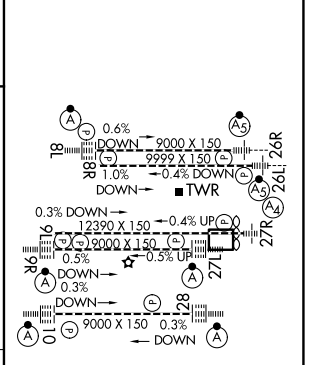 A
A5
P
0.6%
DOWN 9000 X 150
8L
26R
P 9999 X 150 P
8R
1.0% 0.4% DOWN P
26L
DOWN
A5
TWR
A4
0.3% DOWN
0.4% UP P
12390 X 150
27R
9L
P P 9000 X 150 P
9R
0.5% 0.5% UP
27L
DOWN
A
A
0.3%
DOWN P
28
10
9000 X 150 0.3%
A P A
DOWN